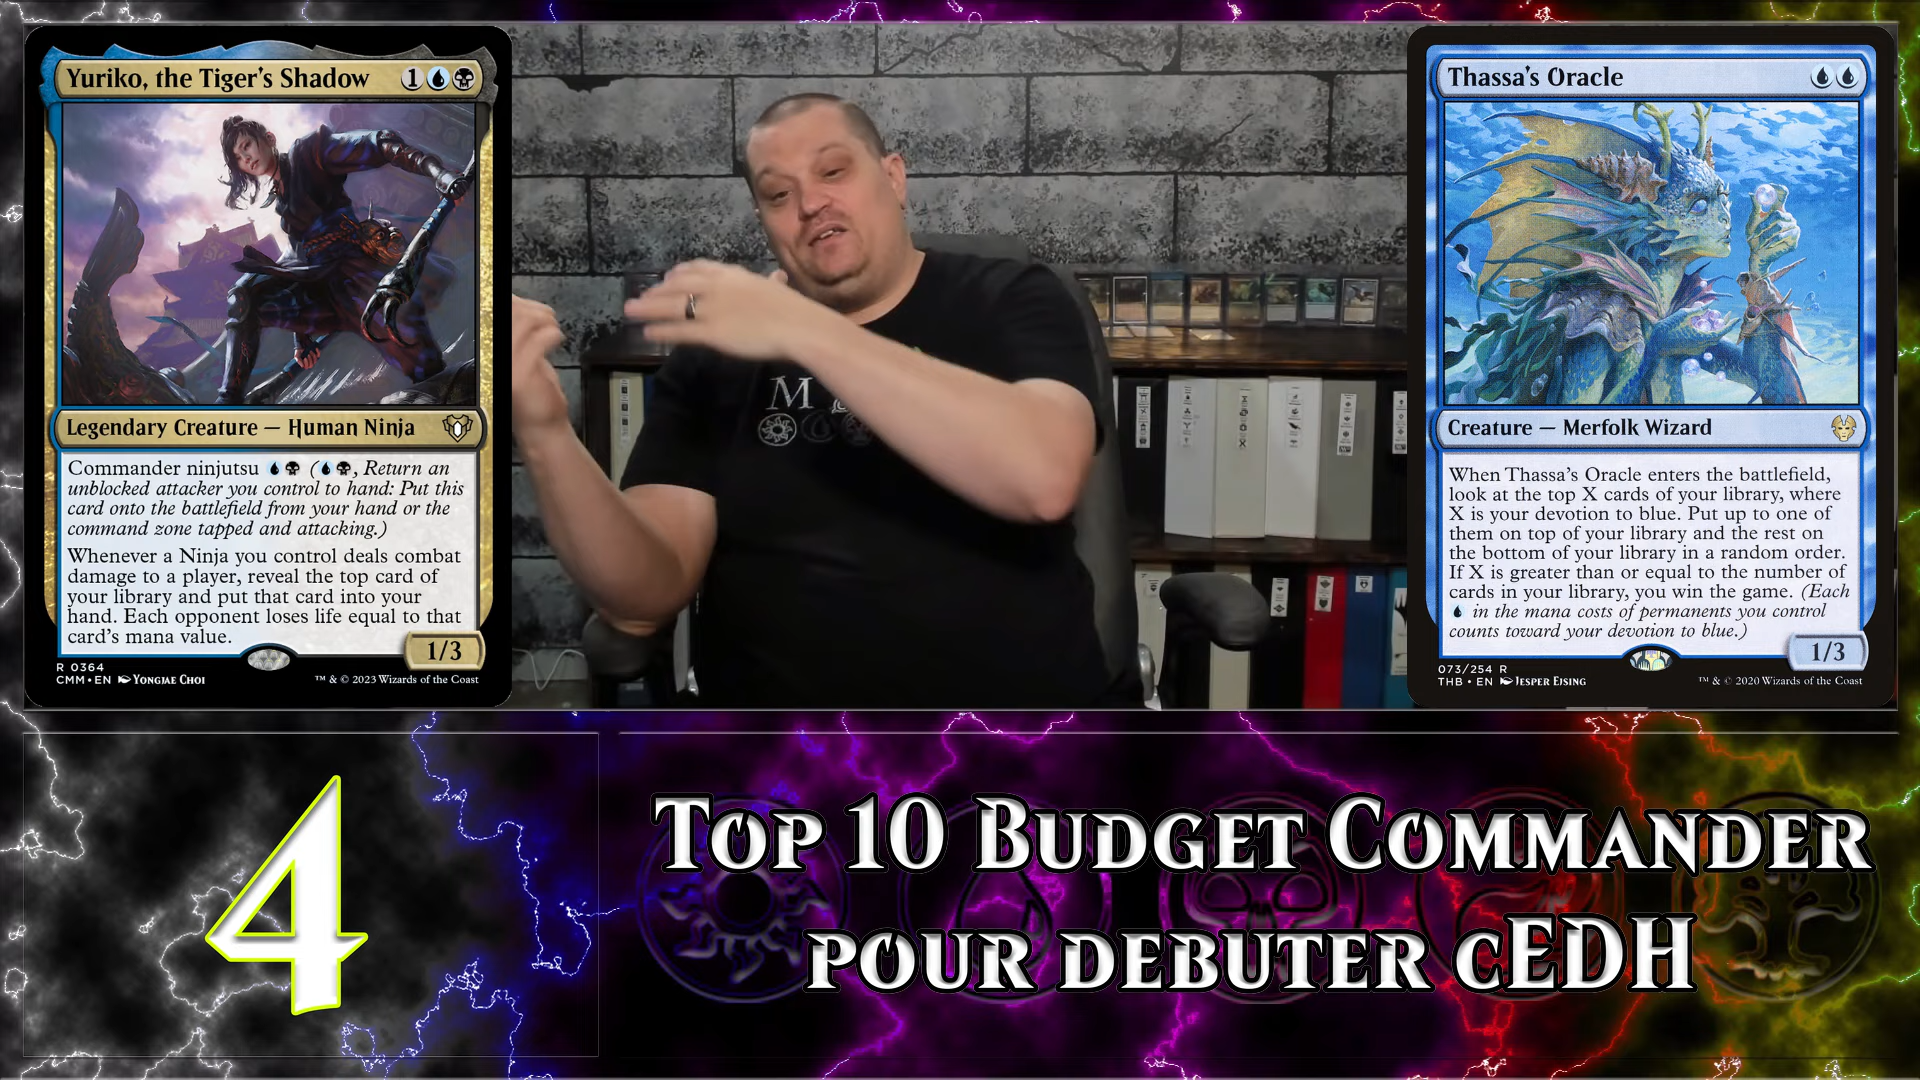 Yuriko, the Tiger's Shadow 1
Legendary Creature — Human Ninja
Commander ninjutsu (, Return an
unblocked attacker you control to hand: Put this
card onto the battlefield from your hand or the
command zone tapped and attacking.)
Whenever a Ninja you control deals combat
damage to a player, reveal the top card of
your library and put that card into your
hand. Each opponent loses life equal to that
card's mana value.
1/3
R 0364
CMM • EN Yongjae Choi ™ & © 2023 Wizards of the Coast
M
Thassa's Oracle
Creature — Merfolk Wizard
When Thassa's Oracle enters the battlefield,
look at the top X cards of your library, where
X is your devotion to blue. Put up to one of
them on top of your library and the rest on
the bottom of your library in a random order.
If X is greater than or equal to the number of
cards in your library, you win the game. (Each
in the mana costs of permanents you control
counts toward your devotion to blue.)
1/3
073/254 R
THB • EN Jesper Eising ™ & © 2020 Wizards of the Coast
4
Top 10 Budget Commander
pour debuter cEDH